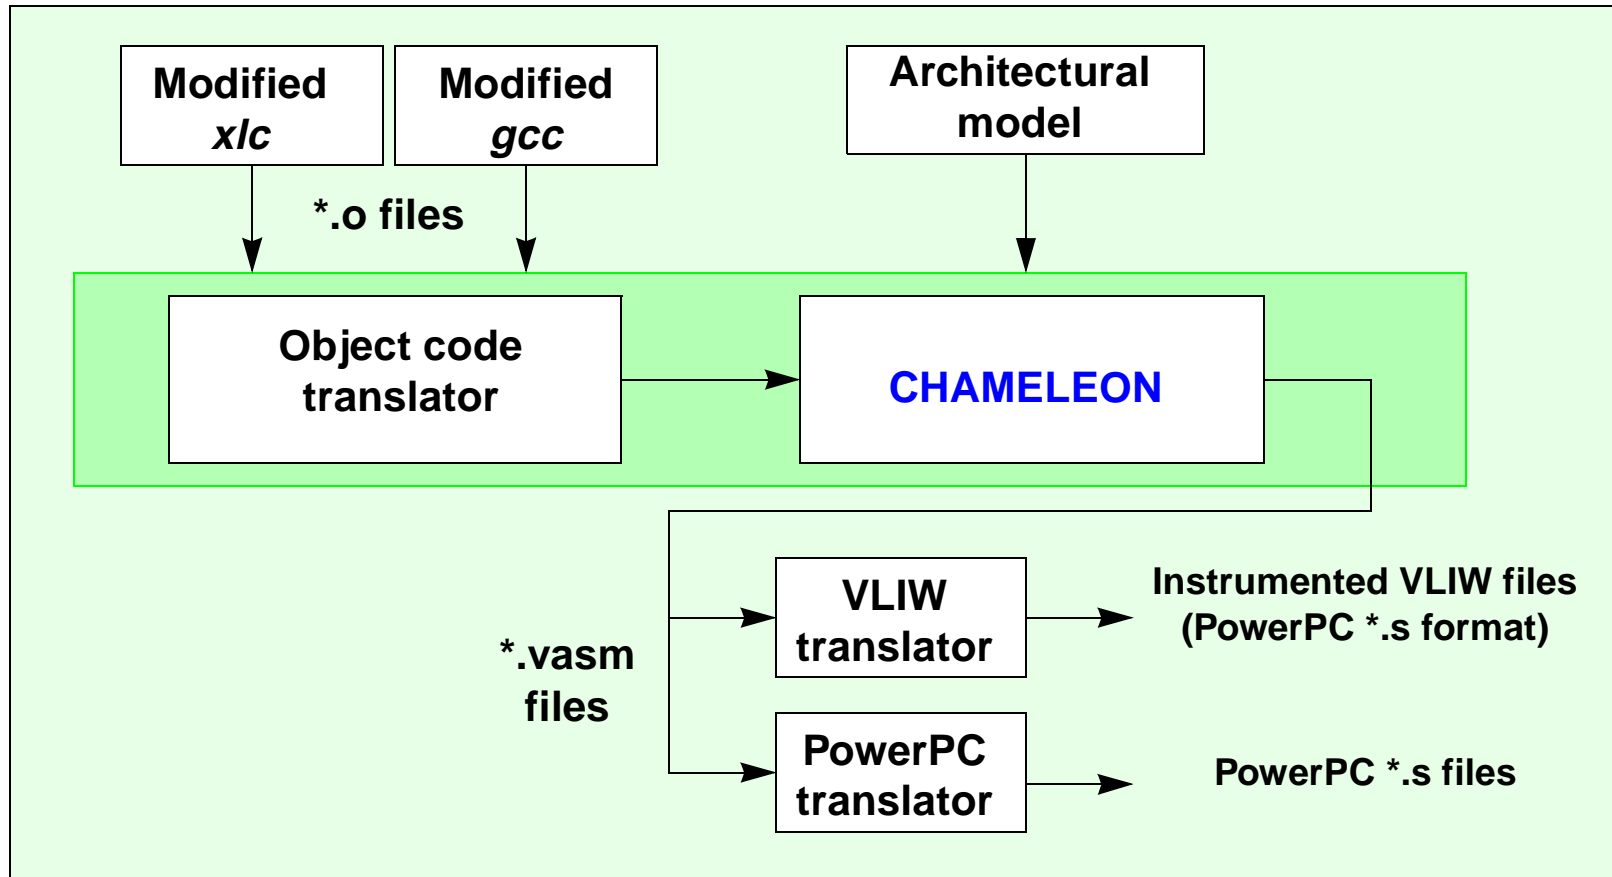 Modified
xlc
Modified
gcc
Architectural
model
*.o files
Object code
translator
CHAMELEON
VLIW
translator
Instrumented VLIW files
(PowerPC *.s format)
*.vasm
files
PowerPC
translator
PowerPC *.s files